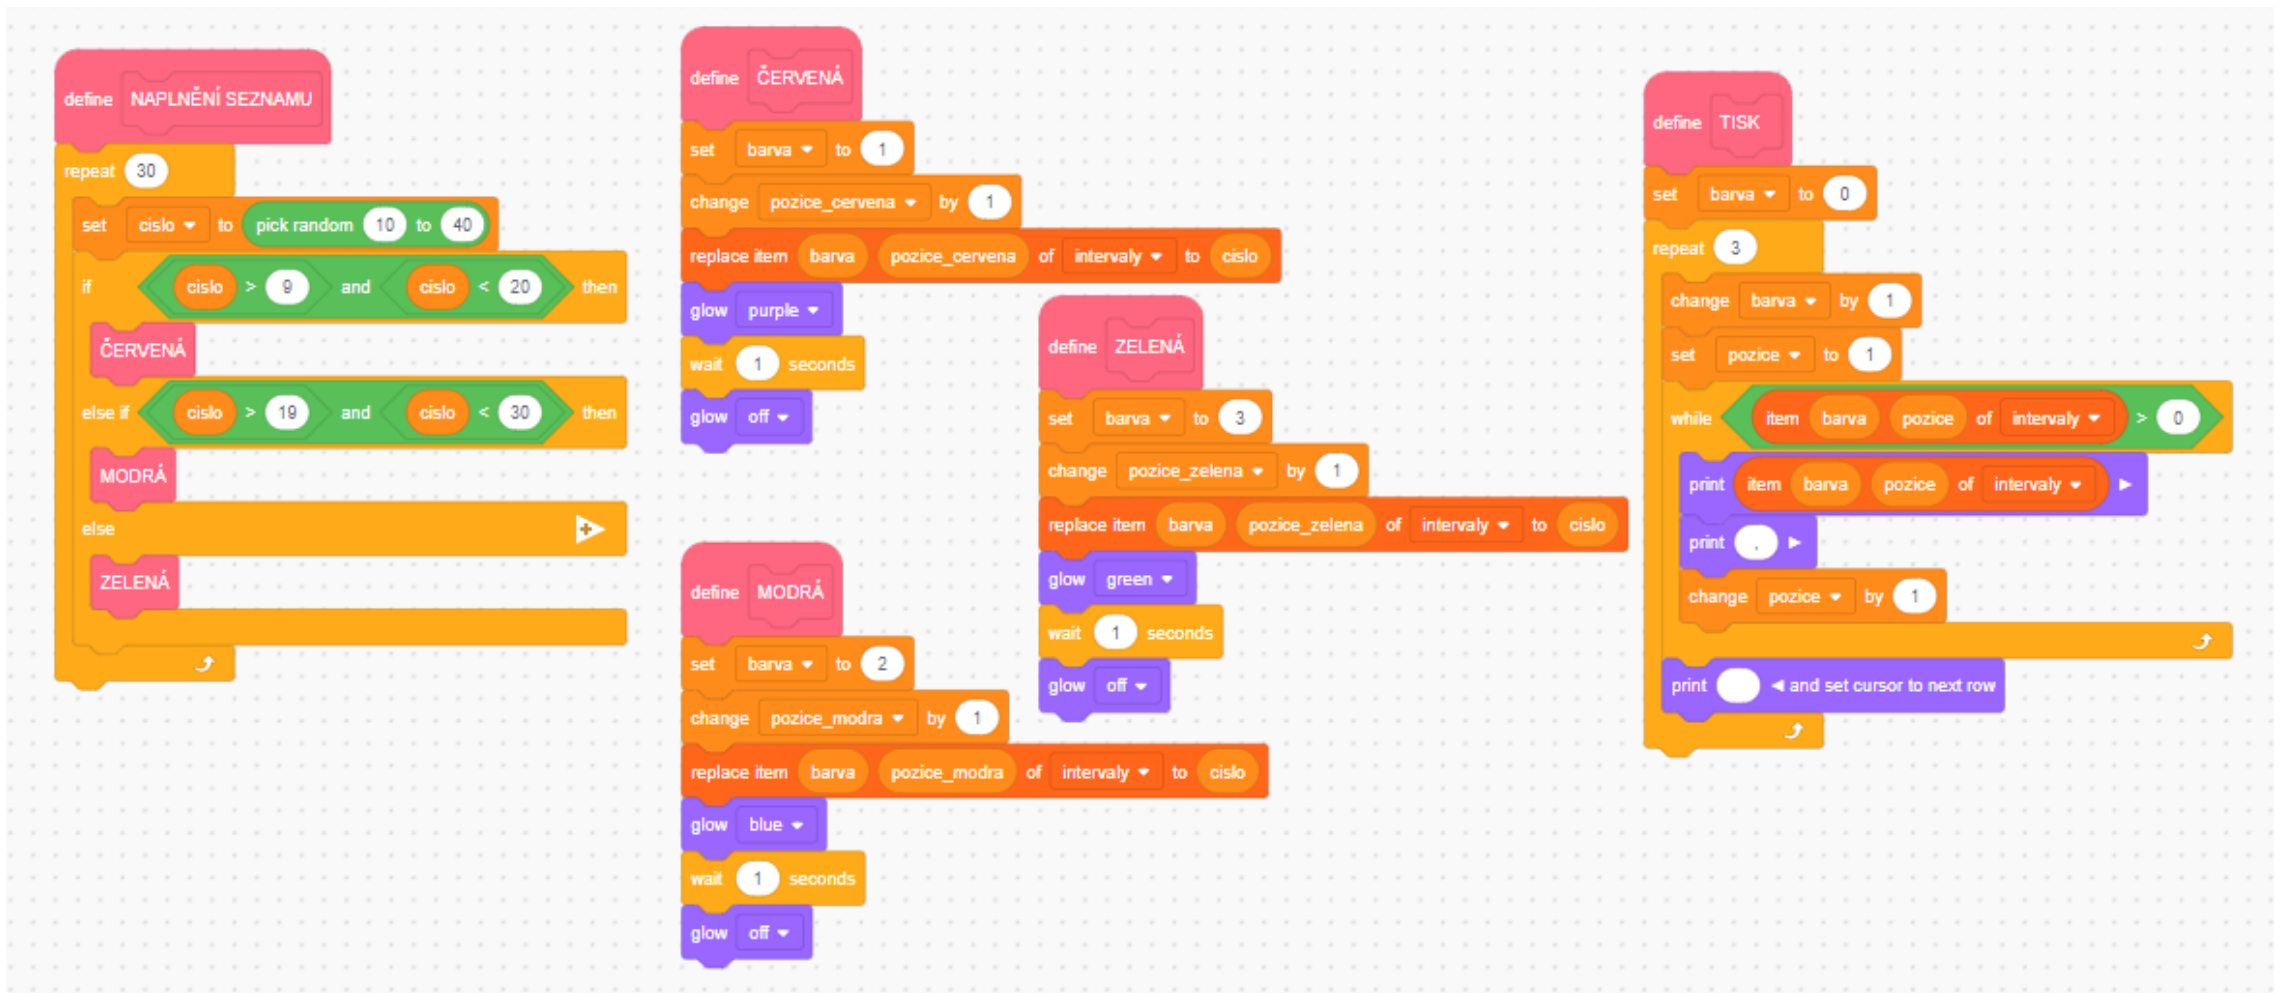 define NAPLNĚNÍ SEZNAMU
repeat 30
set cislo to pick random 10 to 40
if cislo > 9 and cislo < 20 then
ČERVENÁ
else if cislo > 19 and cislo < 30 then
MODRÁ
else
ZELENÁ
define ČERVENÁ
set barva to 1
change pozice_cervena by 1
replace item barva pozice_cervena of intervaly to cislo
glow purple
wait 1 seconds
glow off
define MODRÁ
set barva to 2
change pozice_modra by 1
replace item barva pozice_modra of intervaly to cislo
glow blue
wait 1 seconds
glow off
define ZELENÁ
set barva to 3
change pozice_zelena by 1
replace item barva pozice_zelena of intervaly to cislo
glow green
wait 1 seconds
glow off
define TISK
set barva to 0
repeat 3
change barva by 1
set pozice to 1
while item barva pozice of intervaly > 0
print item barva pozice of intervaly
print ,
change pozice by 1
print and set cursor to next row